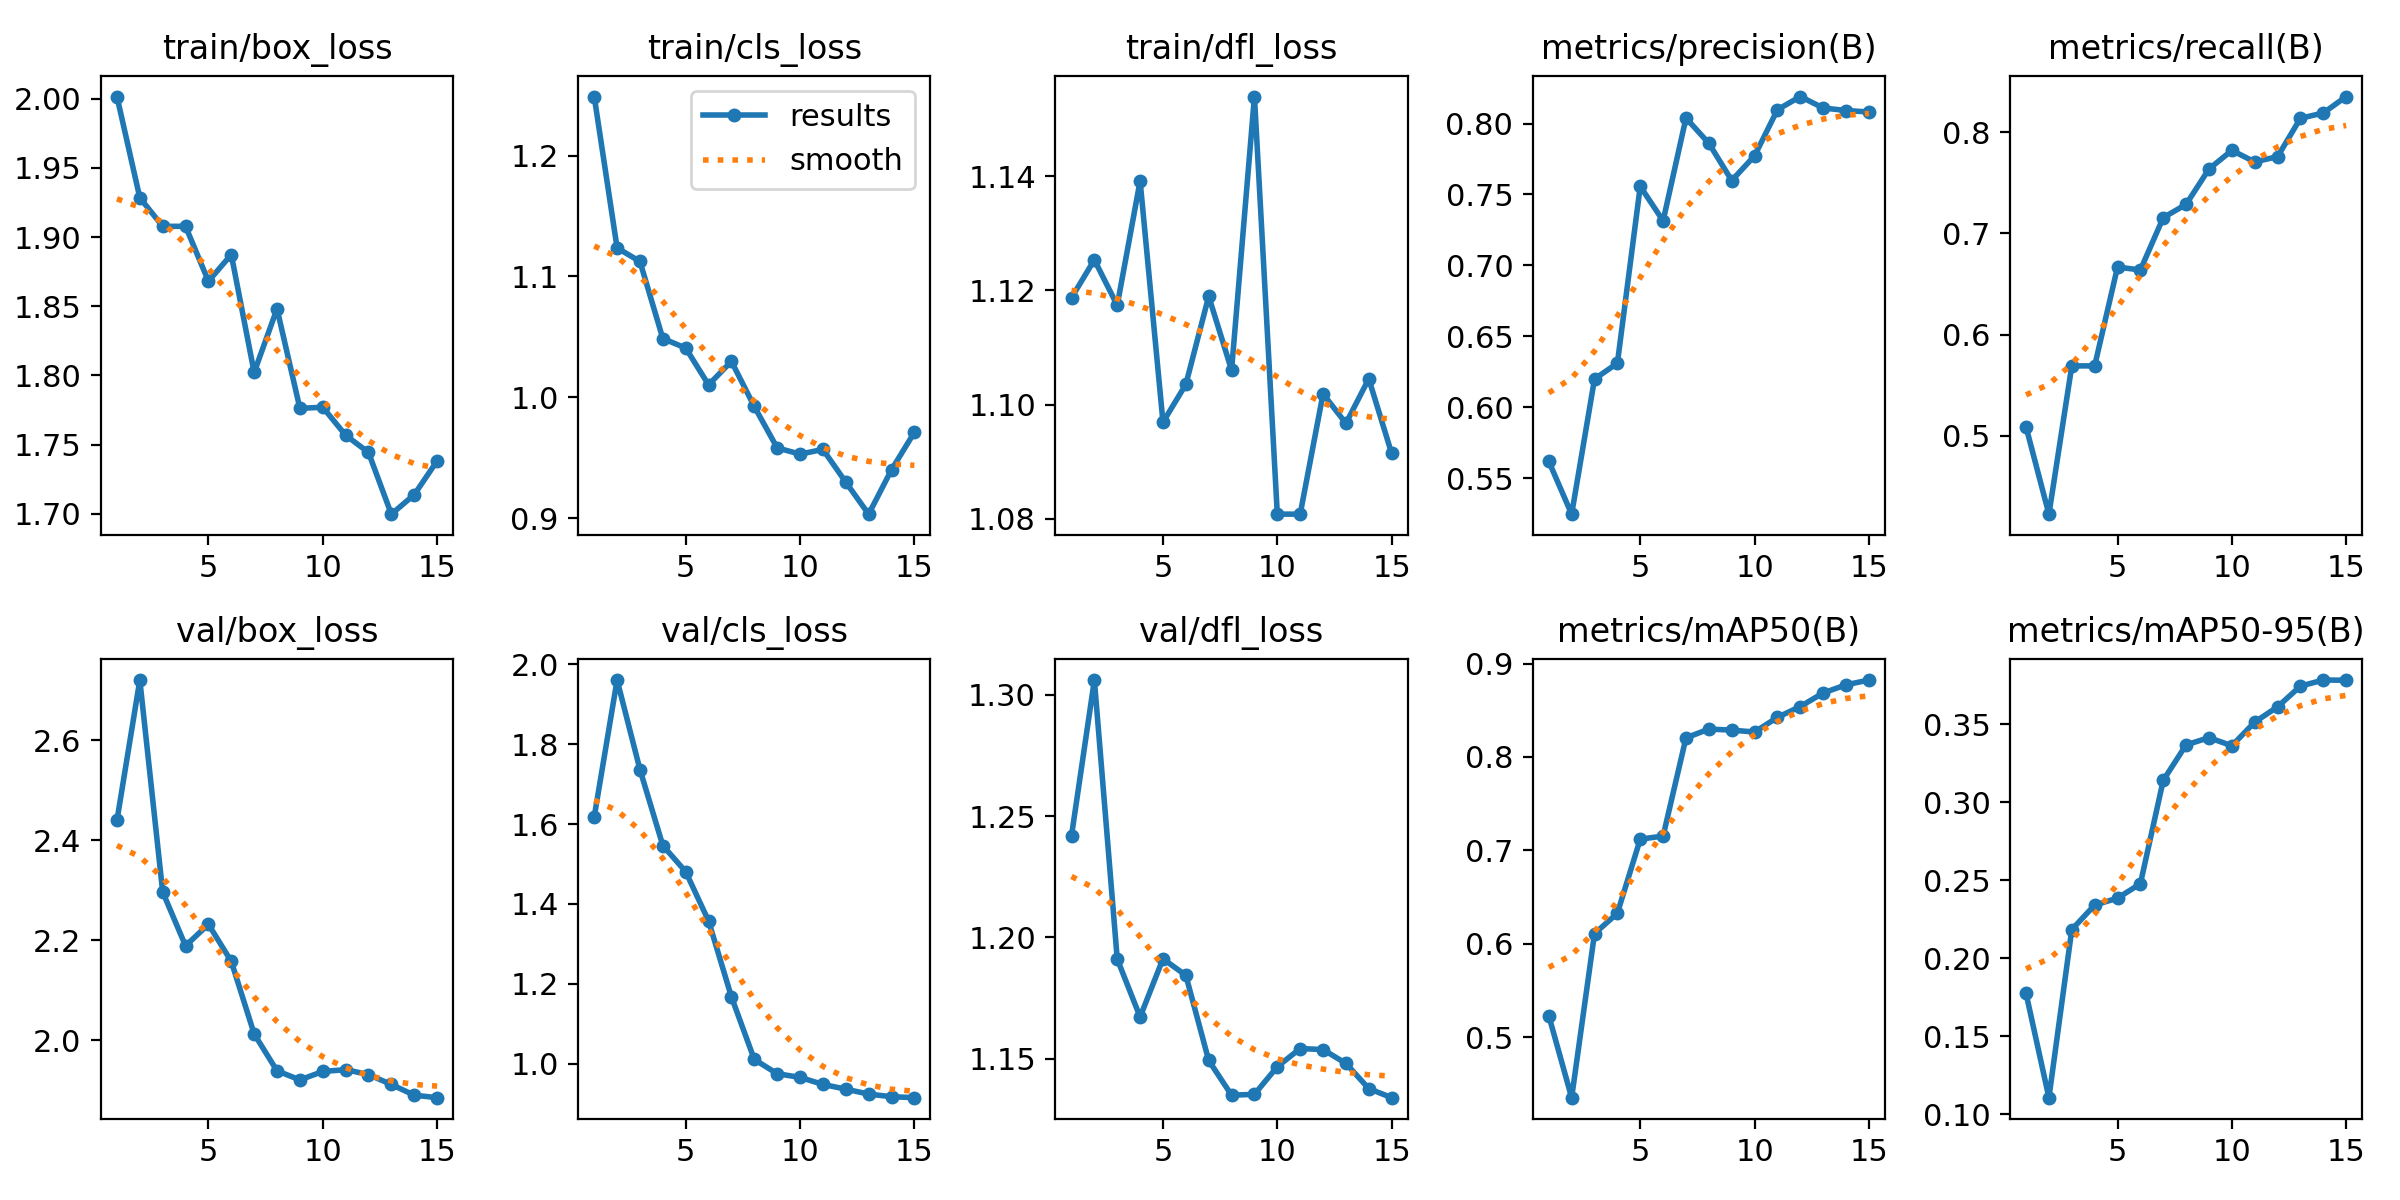 train/box_loss
2.00
1.95
1.90
1.85
1.80
1.75
1.70
5 10 15
train/cls_loss
results
smooth
1.2
1.1
1.0
0.9
5 10 15
train/dfl_loss
1.14
1.12
1.10
1.08
5 10 15
metrics/precision(B)
0.80
0.75
0.70
0.65
0.60
0.55
5 10 15
metrics/recall(B)
0.8
0.7
0.6
0.5
5 10 15
val/box_loss
2.6
2.4
2.2
2.0
5 10 15
val/cls_loss
2.0
1.8
1.6
1.4
1.2
1.0
5 10 15
val/dfl_loss
1.30
1.25
1.20
1.15
5 10 15
metrics/mAP50(B)
0.9
0.8
0.7
0.6
0.5
5 10 15
metrics/mAP50-95(B)
0.35
0.30
0.25
0.20
0.15
0.10
5 10 15